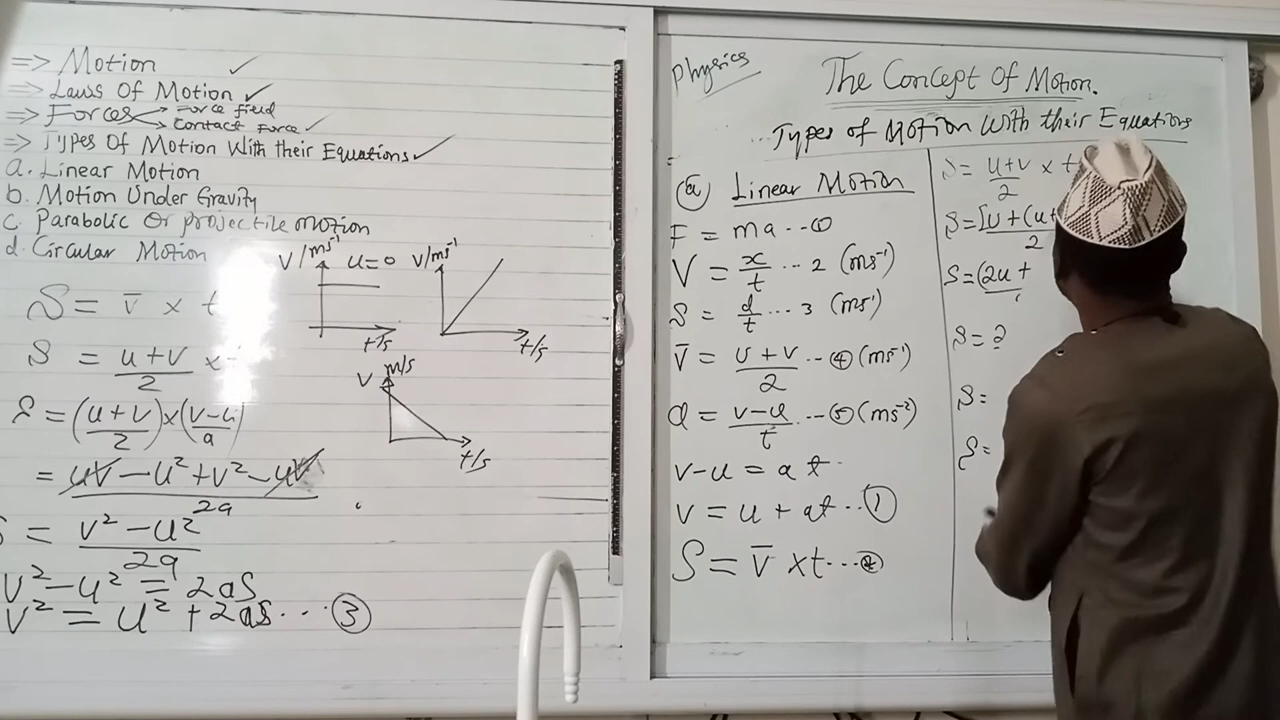 => Motion ✓
=> Laws Of Motion ✓
=> Forces → Force field
→ Contact Force ✓
=> Types Of Motion With their Equations ✓
a. Linear Motion
b. Motion Under Gravity
c. Parabolic Or projectile motion
d. Circular Motion
V/ms⁻¹ u=0
t/s
V/ms⁻¹
t/s
V m/s
t/s
S = v̄ × t
S = u+v/2 ×
S = (u+v/2)×(v-u/a)
= uv - u² + v² - uv / 2a
S = v² - u² / 2a
v² - u² = 2as
v² = u² + 2as ... ③
Physics
The Concept Of Motion.
Types of Motion With their Equations
(a) Linear Motion
F = ma ... ①
V = x/t ... 2 (ms⁻¹)
S = d/t ... 3 (ms⁻¹)
V̄ = u+v/2 ... ④ (ms⁻¹)
a = v-u/t ... ⑤ (ms⁻²)
v-u = at
v = u + at ... ①
S = v̄ × t ...
S = u+v/2 × t
S = [u + (u+ / 2
S = (2u +
S = 2
S =
S =